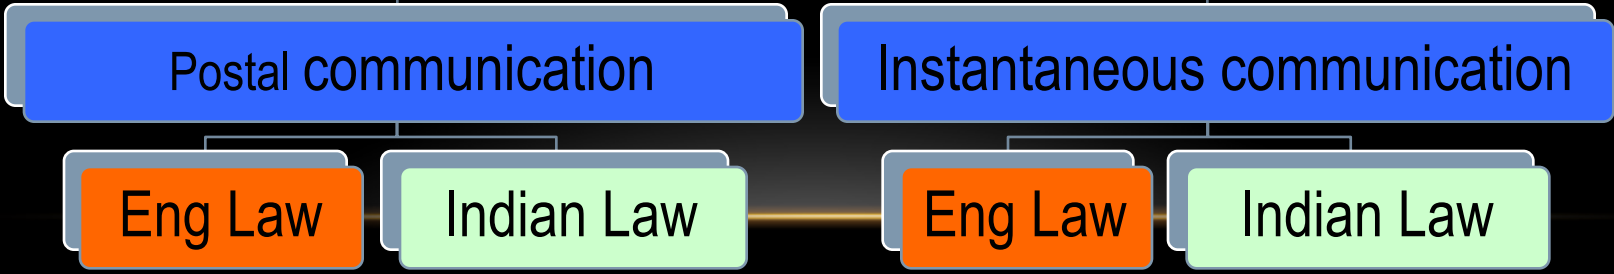 Postal communication
Instantaneous communication
Eng Law
Indian Law
Eng Law
Indian Law